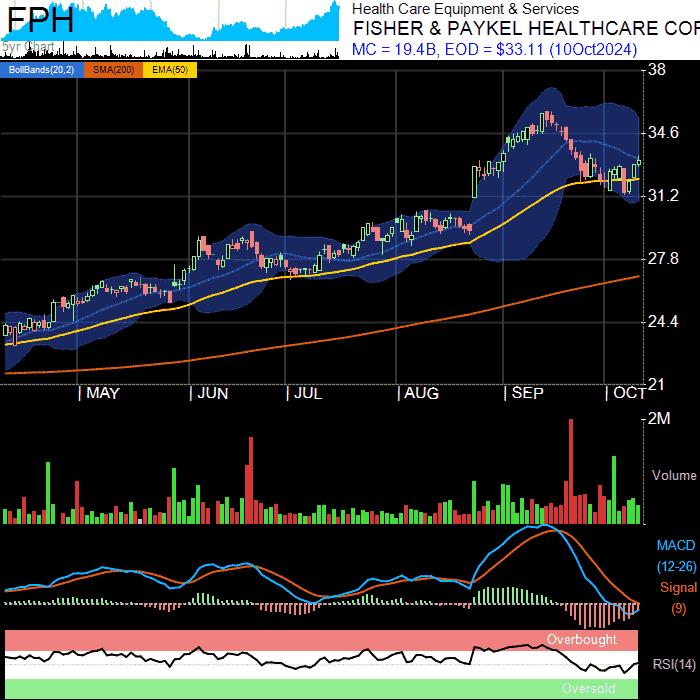 FPH
5yr Chart
Health Care Equipment & Services
FISHER & PAYKEL HEALTHCARE COR
MC = 19.4B, EOD = $33.11 (10Oct2024)
BollBands(20,2) SMA(200) EMA(50)
38
34.6
31.2
27.8
24.4
21
| MAY | JUN | JUL | AUG | SEP | OCT
2M
Volume
MACD
(12-26)
Signal
(9)
Overbought
RSI(14)
Oversold